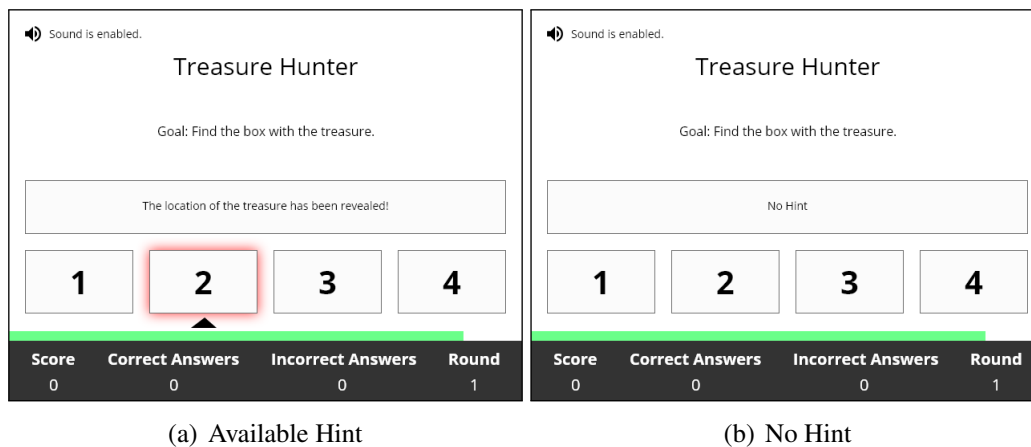 Sound is enabled.
Treasure Hunter
Goal: Find the box with the treasure.
The location of the treasure has been revealed!
1 2 3 4
Score Correct Answers Incorrect Answers Round
0 0 0 1
(a) Available Hint
Sound is enabled.
Treasure Hunter
Goal: Find the box with the treasure.
No Hint
1 2 3 4
Score Correct Answers Incorrect Answers Round
0 0 0 1
(b) No Hint